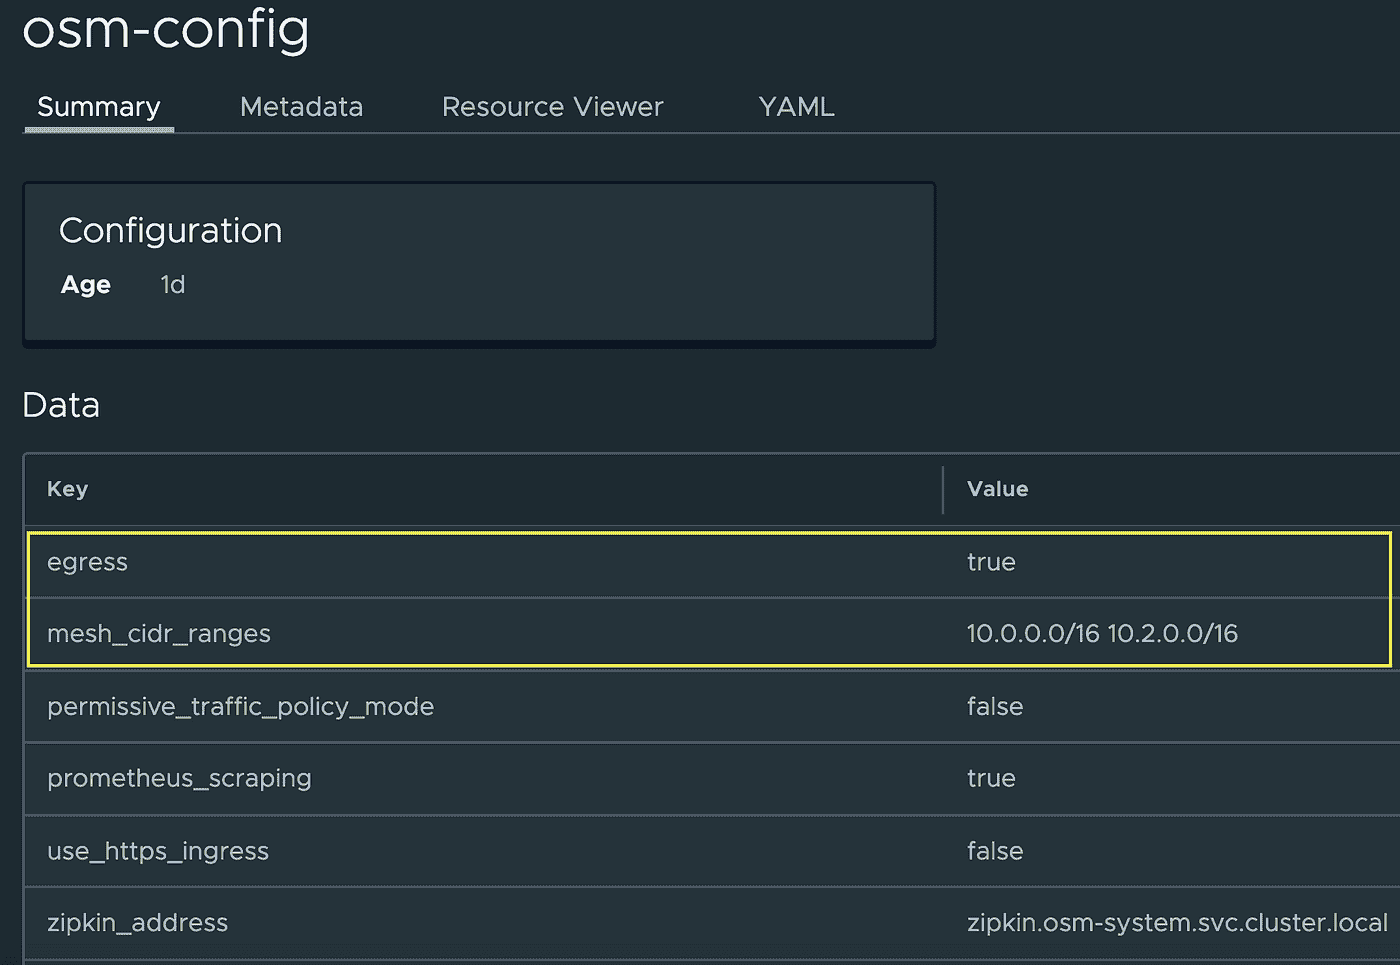 osm-config
Summary Metadata Resource Viewer YAML
Configuration
Age 1d
Data
Key Value
egress true
mesh_cidr_ranges 10.0.0.0/16 10.2.0.0/16
permissive_traffic_policy_mode false
prometheus_scraping true
use_https_ingress false
zipkin_address zipkin.osm-system.svc.cluster.local